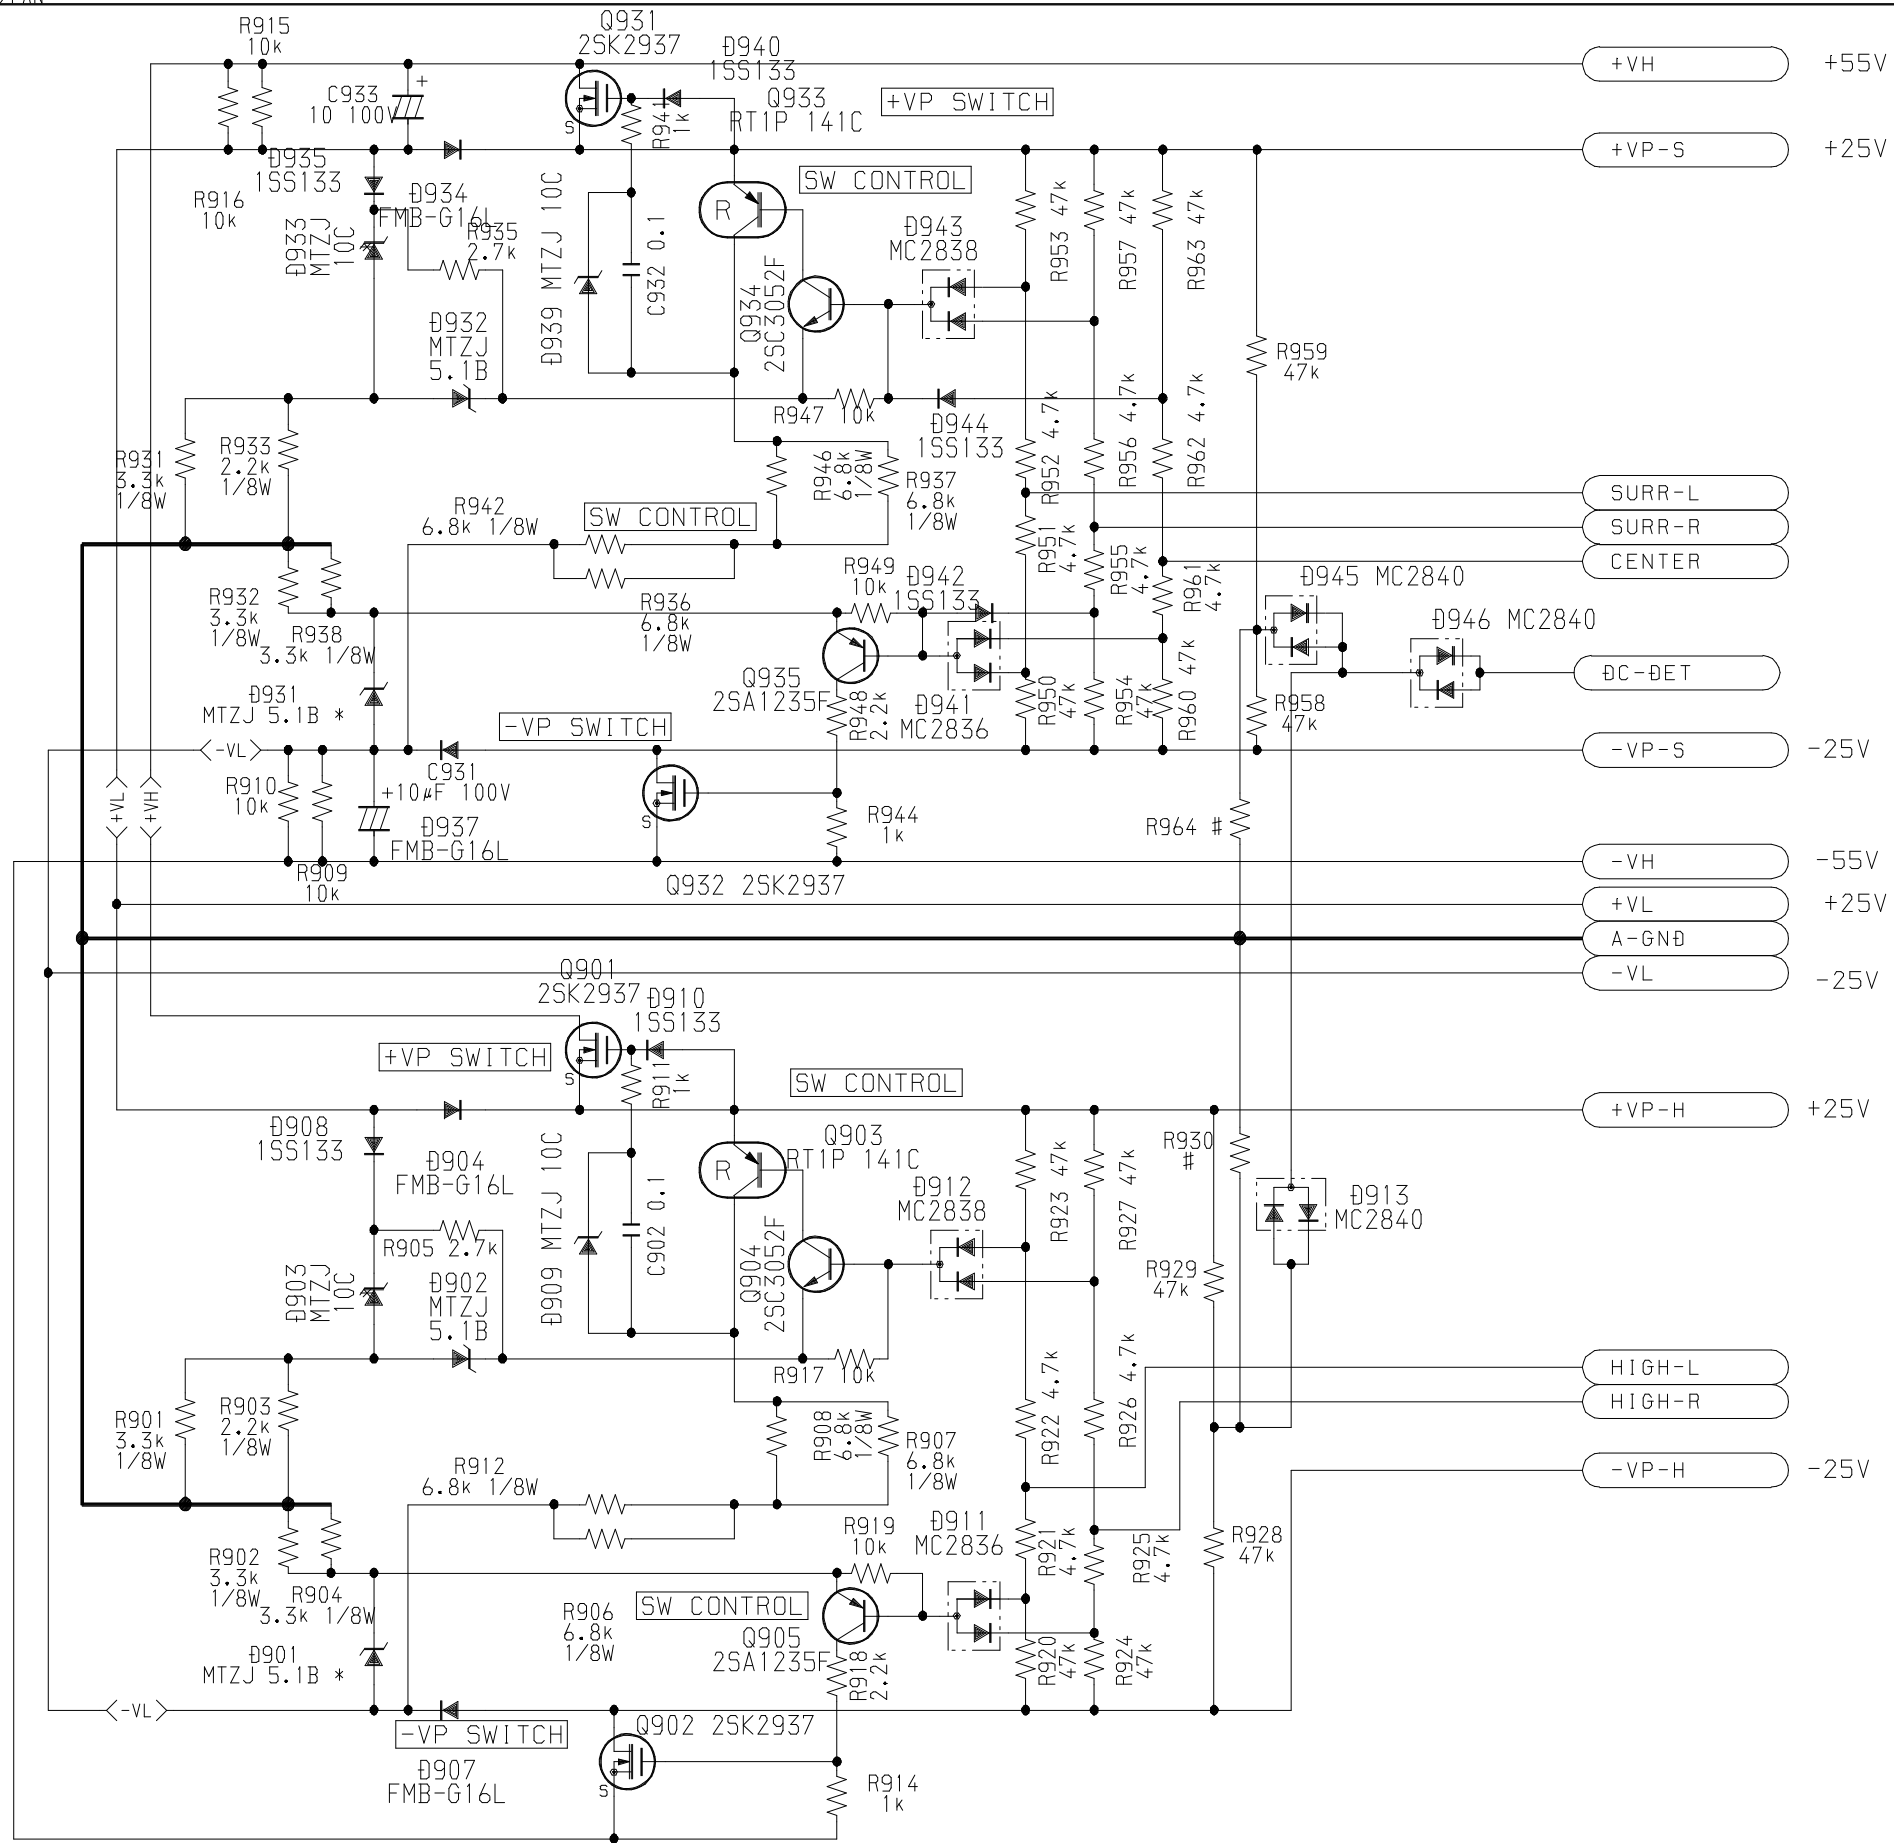 R915
10k
Q931
2SK2937
Đ940
1SS133
+VH
+55V
C933
10 100V
+
S
R941
1k
Q933
RT1P 141C
+VP SWITCH
Đ935
1SS133
+VP-S
+25V
R916
10k
Đ934
FMB-G16L
SW CONTROL
R
Đ933
MTZJ
10C
R935
2.7k
Đ939 MTZJ 10C
C932 0.1
Đ943
MC2838
R953 47k
R957 47k
R963 47k
Q934
2SC3052F
Đ932
MTZJ
5.1B
R959
47k
R947 10k
Đ944
1SS133
R952 4.7k
R956 4.7k
R962 4.7k
R931
3.3k
1/8W
R933
2.2k
1/8W
R946
6.8k
1/8W
R937
6.8k
1/8W
SURR-L
R942
6.8k 1/8W
SW CONTROL
SURR-R
R951
4.7k
R955
4.7k
R961
4.7k
CENTER
R949
10k
Đ942
1SS133
Đ945 MC2840
R932
3.3k
1/8W
R938
3.3k 1/8W
R936
6.8k
1/8W
Đ946 MC2840
ĐC-ĐET
Đ931
MTZJ 5.1B *
Q935
2SA1235F
R948
2.2k
Đ941
MC2836
R950
47k
R954
47k
R960 47k
R958
47k
-VP SWITCH
-VL
-VP-S
-25V
R910
10k
C931
+10µF 100V
+VL
+VH
S
R944
1k
R964 #
Đ937
FMB-G16L
-VH
-55V
R909
10k
Q932 2SK2937
+VL
+25V
A-GNĐ
-VL
-25V
Q901
2SK2937
Đ910
1SS133
+VP SWITCH
S
R911
1k
SW CONTROL
+VP-H
+25V
Đ908
1SS133
Đ904
FMB-G16L
Đ909 MTZJ 10C
C902 0.1
R
Q903
RT1P 141C
R930
#
Đ912
MC2838
R923 47k
R927 47k
Đ913
MC2840
R905 2.7k
Đ903
MTZJ
10C
Đ902
MTZJ
5.1B
Q904
2SC3052F
R929
47k
R917 10k
R922 4.7k
R926 4.7k
HIGH-L
HIGH-R
R901
3.3k
1/8W
R903
2.2k
1/8W
R908
6.8k
1/8W
R907
6.8k
1/8W
R912
6.8k 1/8W
-VP-H
-25V
R919
10k
Đ911
MC2836
R921
4.7k
R925
4.7k
R928
47k
R902
3.3k
1/8W
R904
3.3k 1/8W
R906
6.8k
1/8W
SW CONTROL
Q905
2SA1235F
R918
2.2k
R920
47k
R924
47k
Đ901
MTZJ 5.1B *
-VL
-VP SWITCH
Q902 2SK2937
Đ907
FMB-G16L
S
R914
1k